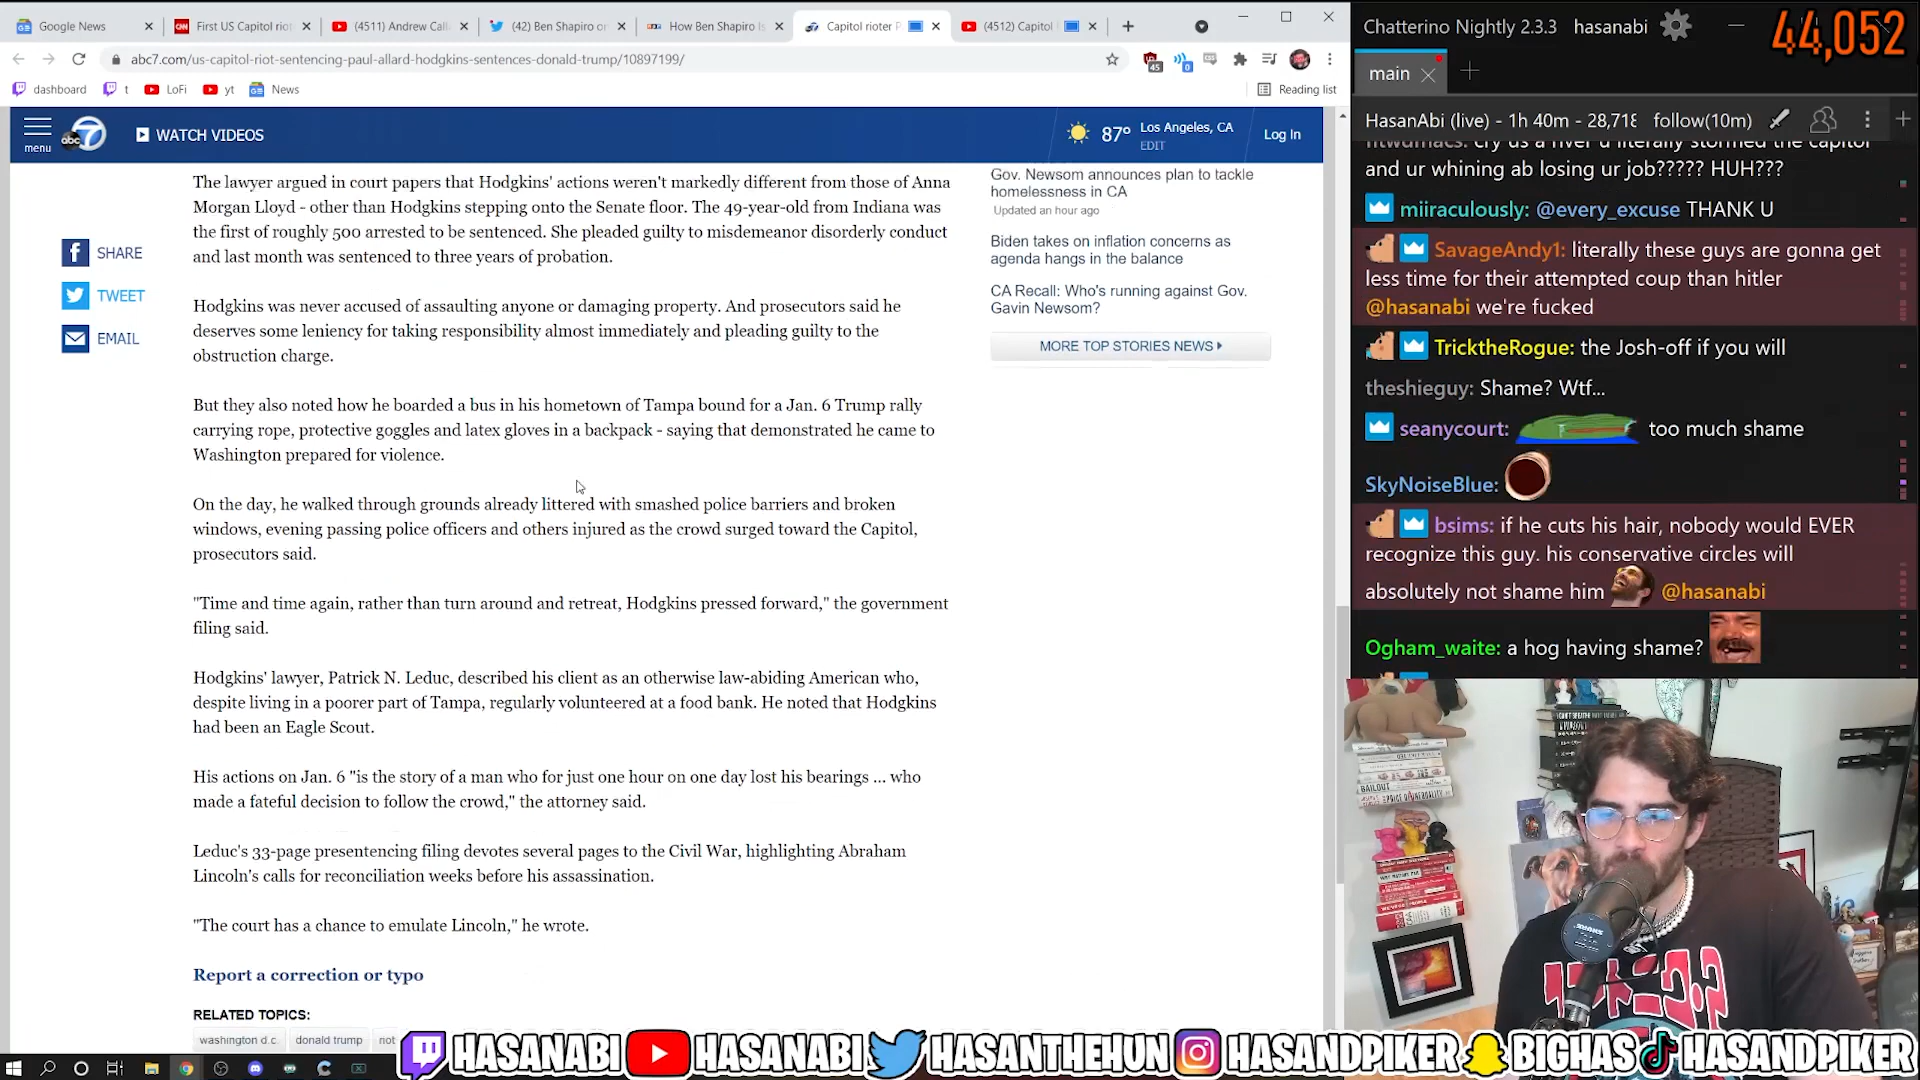 Google News
First US Capitol riot
(4511) Andrew Call
(42) Ben Shapiro on
How Ben Shapiro Is
Capitol rioter P
(4512) Capitol
abc7.com/us-capitol-riot-sentencing-paul-allard-hodgkins-sentences-donald-trump/10897199/
45
0
dashboard
t
LoFi
yt
News
Reading list
menu
abc 7
WATCH VIDEOS
87°
Los Angeles, CA
EDIT
Log In
SHARE
TWEET
EMAIL
The lawyer argued in court papers that Hodgkins' actions weren't markedly different from those of Anna
Morgan Lloyd - other than Hodgkins stepping onto the Senate floor. The 49-year-old from Indiana was
the first of roughly 500 arrested to be sentenced. She pleaded guilty to misdemeanor disorderly conduct
and last month was sentenced to three years of probation.
Hodgkins was never accused of assaulting anyone or damaging property. And prosecutors said he
deserves some leniency for taking responsibility almost immediately and pleading guilty to the
obstruction charge.
But they also noted how he boarded a bus in his hometown of Tampa bound for a Jan. 6 Trump rally
carrying rope, protective goggles and latex gloves in a backpack - saying that demonstrated he came to
Washington prepared for violence.
On the day, he walked through grounds already littered with smashed police barriers and broken
windows, evening passing police officers and others injured as the crowd surged toward the Capitol,
prosecutors said.
"Time and time again, rather than turn around and retreat, Hodgkins pressed forward," the government
filing said.
Hodgkins' lawyer, Patrick N. Leduc, described his client as an otherwise law-abiding American who,
despite living in a poorer part of Tampa, regularly volunteered at a food bank. He noted that Hodgkins
had been an Eagle Scout.
His actions on Jan. 6 "is the story of a man who for just one hour on one day lost his bearings ... who
made a fateful decision to follow the crowd," the attorney said.
Leduc's 33-page presentencing filing devotes several pages to the Civil War, highlighting Abraham
Lincoln's calls for reconciliation weeks before his assassination.
"The court has a chance to emulate Lincoln," he wrote.
Report a correction or typo
RELATED TOPICS:
washington d.c.
donald trump
Gov. Newsom announces plan to tackle
homelessness in CA
Updated an hour ago
Biden takes on inflation concerns as
agenda hangs in the balance
CA Recall: Who's running against Gov.
Gavin Newsom?
MORE TOP STORIES NEWS
Chatterino Nightly 2.3.3
hasanabi
44,052
main
HasanAbi (live) - 1h 40m - 28,718
follow(10m)
cry us a river u literally stormed the capitol
and ur whining ab losing ur job????? HUH???
miiraculously: @every_excuse THANK U
SavageAndy1: literally these guys are gonna get
less time for their attempted coup than hitler
@hasanabi we're fucked
TricktheRogue: the Josh-off if you will
theshieguy: Shame? Wtf...
seanycourt: too much shame
SkyNoiseBlue:
bsims: if he cuts his hair, nobody would EVER
recognize this guy. his conservative circles will
absolutely not shame him @hasanabi
Ogham_waite: a hog having shame?
BAILOUT
HASANABI
HASANABI
HASANTHEHUN
HASANDPIKER
BIGHAS
HASANDPIKER